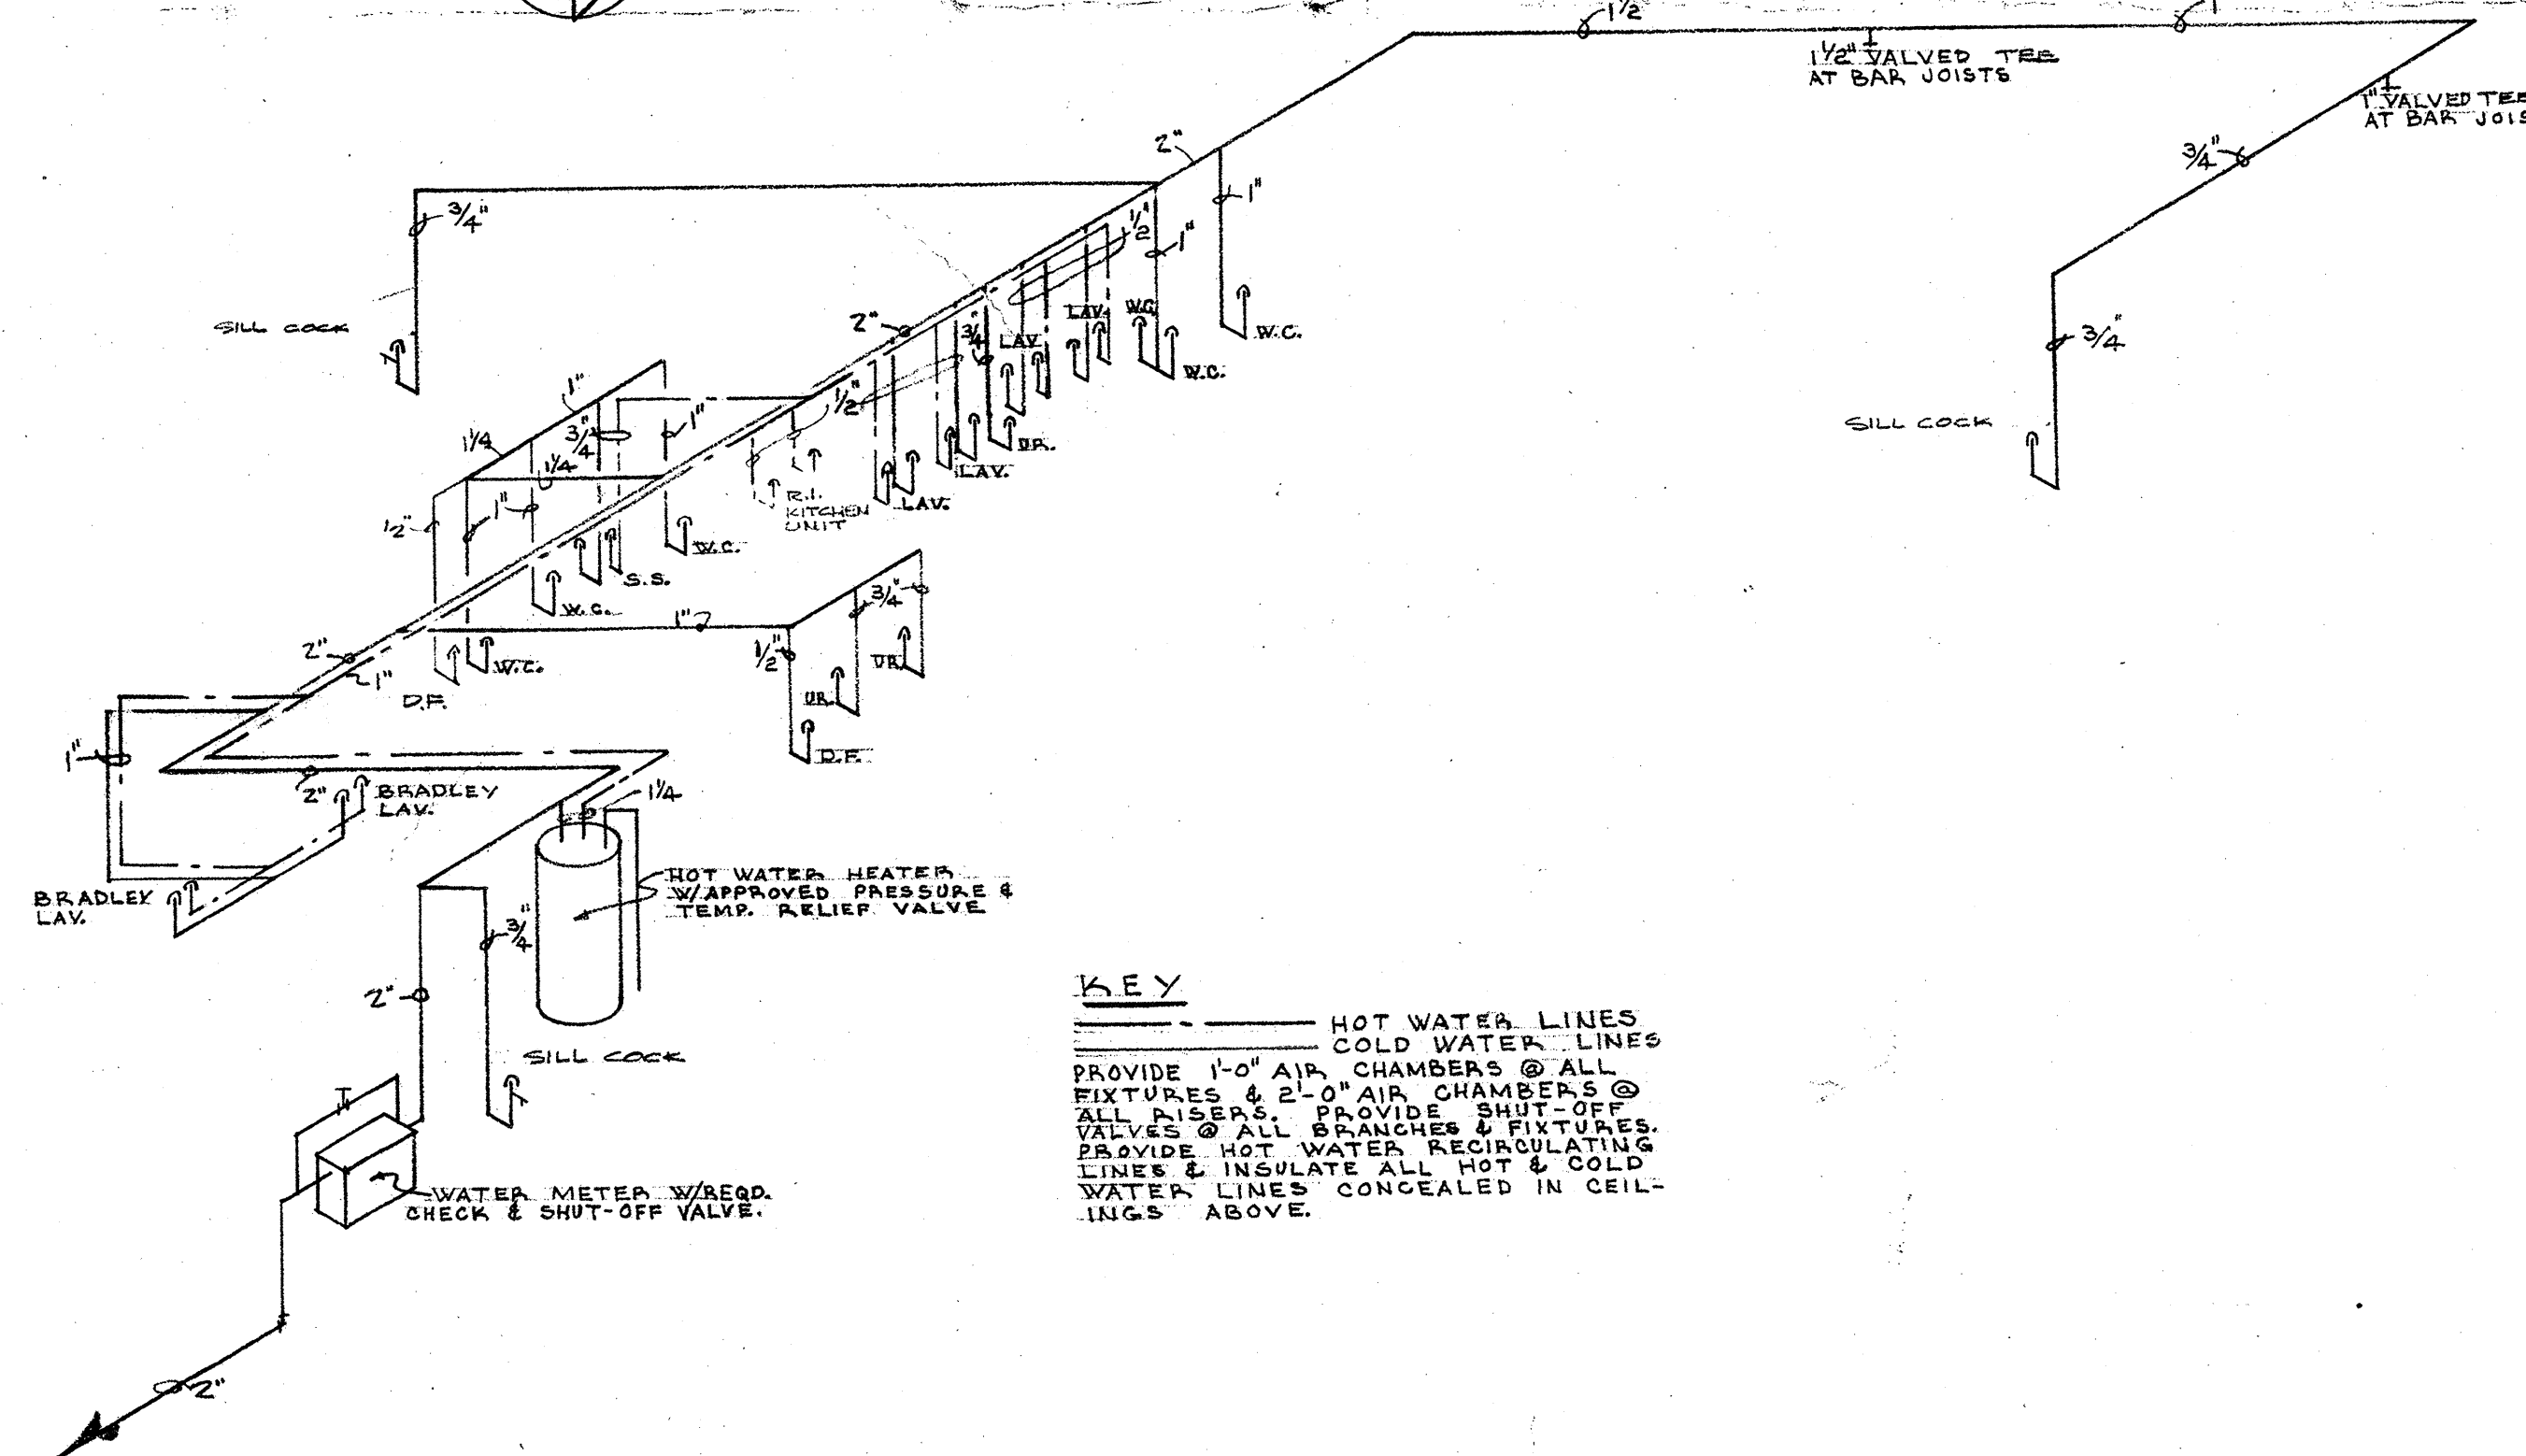 1½
1
1½" VALVED TEE
AT BAR JOISTS
1" VALVED TEE
AT BAR JOIS
2"
¾"
1"
¾"
½"
1"
SILL COCK
2"
¾"
LAV.
LAV.
W.C.
W.C.
W.C.
¾"
SILL COCK
1"
1¼
¾"
1"
½"
UR.
LAV.
LAV.
1¼
½"
1"
R.I.
KITCHEN
UNIT
W.C.
S.S.
W.C.
1"
¾"
2"
1"
W.C.
D.F.
½"
UR.
UR.
D.F.
1"
2"
BRADLEY
LAV.
1¼
BRADLEY
LAV.
HOT WATER HEATER
W/APPROVED PRESSURE &
TEMP. RELIEF VALVE
¾"
2"
SILL COCK
KEY
HOT WATER LINES
COLD WATER LINES
PROVIDE 1'-0" AIR CHAMBERS @ ALL
FIXTURES & 2'-0" AIR CHAMBERS @
ALL RISERS. PROVIDE SHUT-OFF
VALVES @ ALL BRANCHES & FIXTURES.
PROVIDE HOT WATER RECIRCULATING
LINES & INSULATE ALL HOT & COLD
WATER LINES CONCEALED IN CEIL-
INGS ABOVE.
WATER METER W/REQD.
CHECK & SHUT-OFF VALVE.
2"